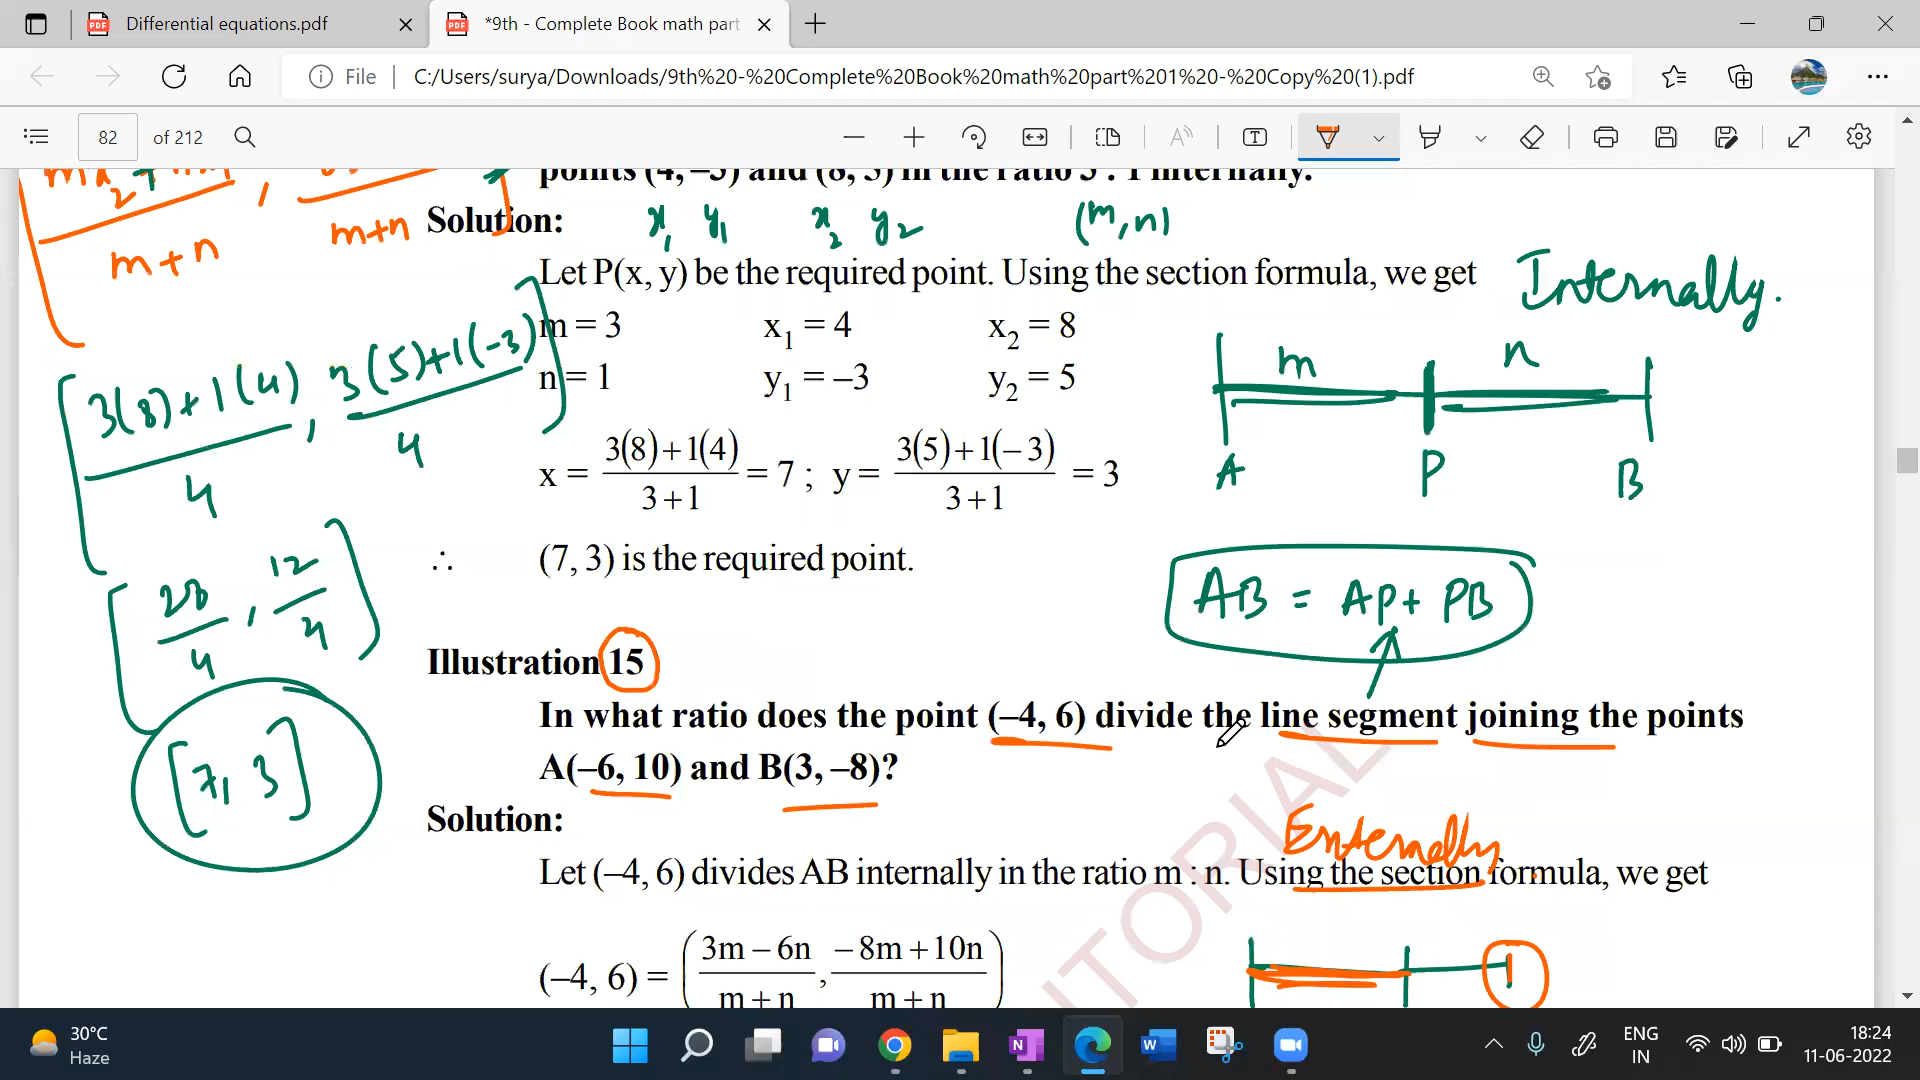 Differential equations.pdf
*9th - Complete Book math part
File
C:/Users/surya/Downloads/9th%20-%20Complete%20Book%20math%20part%201%20-%20Copy%20(1).pdf
82 of 212
points (4, –3) and (8, 5) in the ratio 3 : 1 internally.
m+n
m+n
Solution:
x1 y1 x2 y2 (m, n)
Let P(x, y) be the required point. Using the section formula, we get
Internally.
m = 3 x1 = 4 x2 = 8
n = 1 y1 = –3 y2 = 5
[3(8)+1(4)/4 , 3(5)+1(-3)/4]
m n
A P B
x = 3(8)+1(4)/3+1 = 7 ; y = 3(5)+1(–3)/3+1 = 3
∴ (7, 3) is the required point.
[28/4 , 12/4]
AB = AP + PB
[7, 3]
Illustration 15
In what ratio does the point (–4, 6) divide the line segment joining the points
A(–6, 10) and B(3, –8)?
Solution:
Let (–4, 6) divides AB internally in the ratio m : n. Using the section formula, we get
(–4, 6) = (3m – 6n/m + n , – 8m + 10n/m + n)
ITORIAL
30°C
Haze
ENG
IN
18:24
11-06-2022